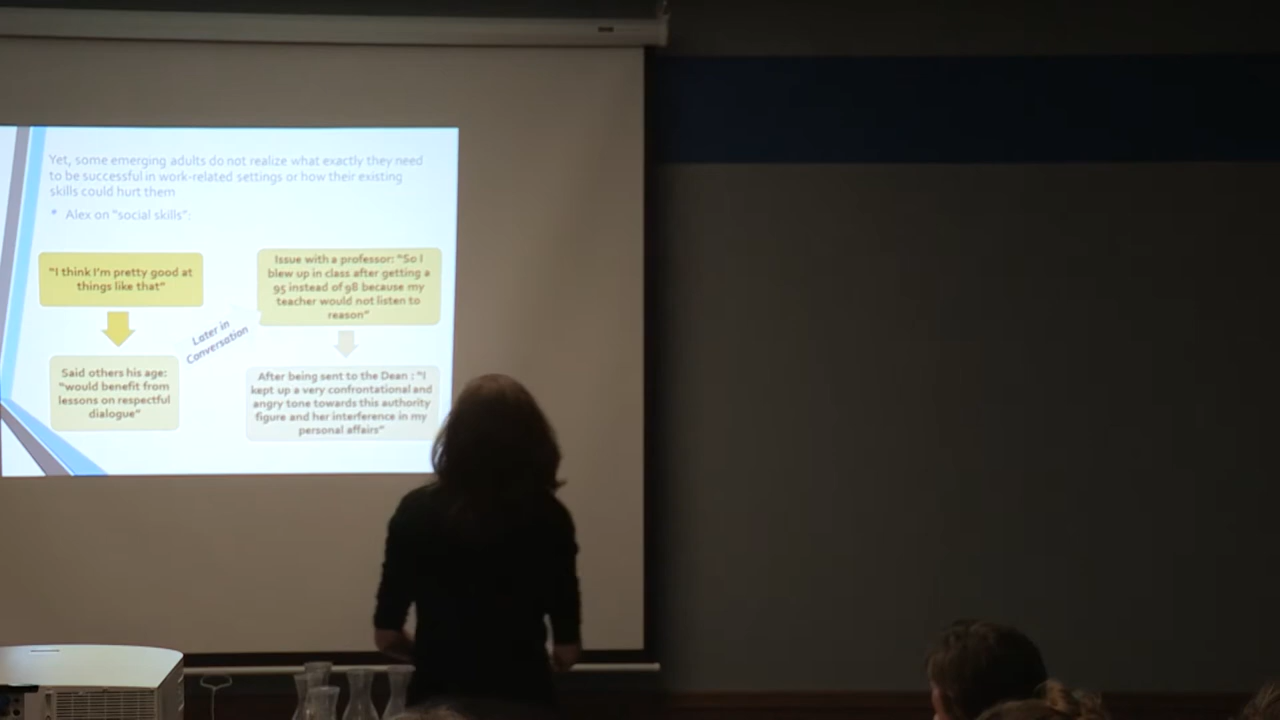 Yet, some emerging adults do not realize what exactly they need
to be successful in work-related settings or how their existing
skills could hurt them
* Alex on "social skills":
"I think I'm pretty good at
things like that"
Said others his age:
"would benefit from
lessons on respectful
dialogue"
Later in
Conversation
Issue with a professor: "So I
blew up in class after getting a
95 instead of 98 because my
teacher would not listen to
reason"
After being sent to the Dean : "I
kept up a very confrontational and
angry tone towards this authority
figure and her interference in my
personal affairs"